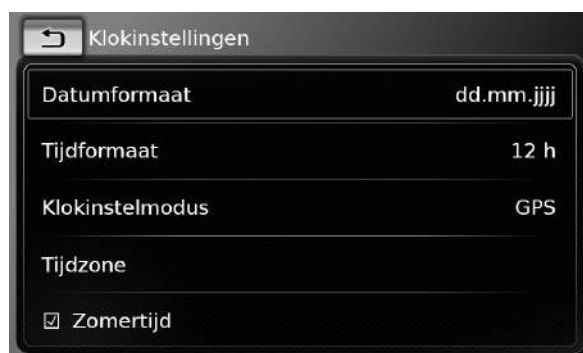 Klokinstellingen
Datumformaat dd.mm.jjjj
Tijdformaat 12 h
Klokinstelmodus GPS
Tijdzone
Zomertijd